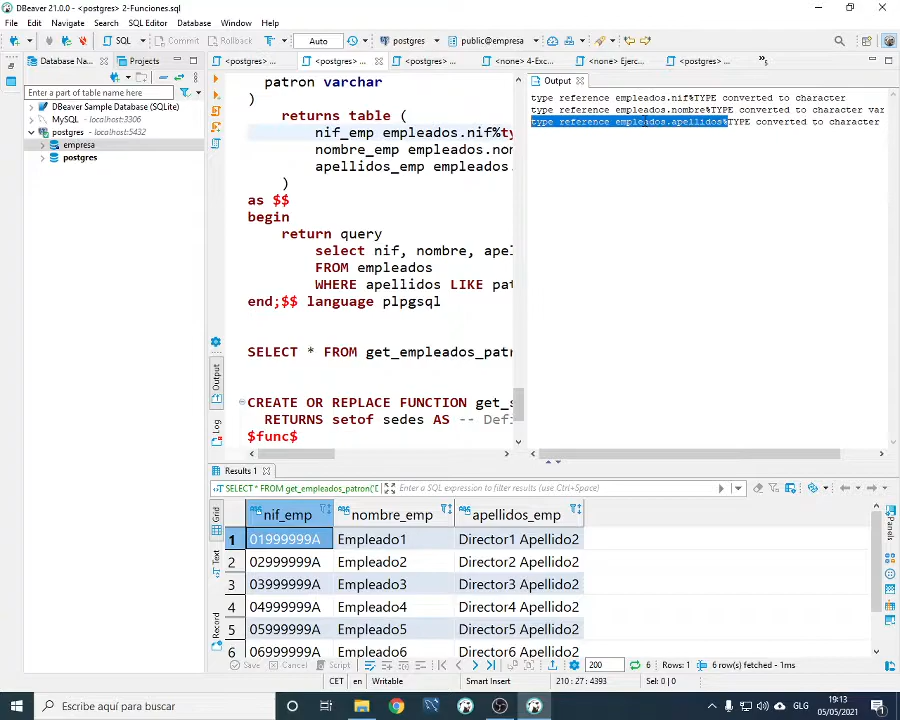 DBeaver 21.0.0 - <postgres> 2-Funciones.sql
File Edit Navigate Search SQL Editor Database Window Help
SQL Commit Rollback Auto postgres public@empresa
Database Nav... Projects <postgres> ... <postgres> ... <postgres> ... <none> 4-Exc... <none> Ejerc... <postgres> ...
Enter a part of table name here
DBeaver Sample Database (SQLite)
MySQL - localhost:3306
postgres - localhost:5432
empresa
postgres
patron varchar
)
returns table (
nif_emp empleados.nif%ty
nombre_emp empleados.nom
apellidos_emp empleados.
)
as $$
begin
return query
select nif, nombre, apel
FROM empleados
WHERE apellidos LIKE pat
end;$$ language plpgsql
SELECT * FROM get_empleados_patr
CREATE OR REPLACE FUNCTION get_s
RETURNS setof sedes AS -- Defi
$func$
Output
Log
Output
type reference empleados.nif%TYPE converted to character
type reference empleados.nombre%TYPE converted to character var
type reference empleados.apellidos%TYPE converted to character
Results 1
SELECT * FROM get_empleados_patron('D Enter a SQL expression to filter results (use Ctrl+Space)
Grid
Text
Record
Panels
nif_emp nombre_emp apellidos_emp
1 01999999A Empleado1 Director1 Apellido2
2 02999999A Empleado2 Director2 Apellido2
3 03999999A Empleado3 Director3 Apellido2
4 04999999A Empleado4 Director4 Apellido2
5 05999999A Empleado5 Director5 Apellido2
6 06999999A Empleado6 Director6 Apellido2
Save Cancel Script 200 6 Rows: 1 6 row(s) fetched - 1ms
CET en Writable Smart Insert 210 : 27 : 4393 Sel: 0 | 0
Escribe aquí para buscar
GLG
19:13
05/05/2021
1